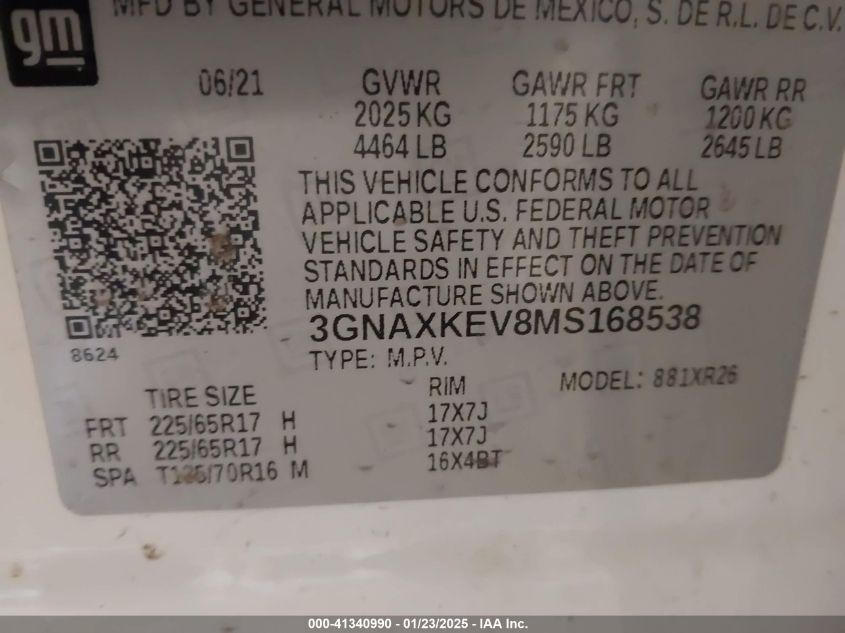 gm
MFD BY GENERAL MOTORS DE MEXICO, S. DE R.L. DE C.V.
06/21 GVWR GAWR FRT GAWR RR
2025 KG 1175 KG 1200 KG
4464 LB 2590 LB 2645 LB
THIS VEHICLE CONFORMS TO ALL
APPLICABLE U.S. FEDERAL MOTOR
VEHICLE SAFETY AND THEFT PREVENTION
STANDARDS IN EFFECT ON THE DATE OF
MANUFACTURE SHOWN ABOVE.
3GNAXKEV8MS168538
8624
TYPE: M.P.V.
MODEL: 881XR26
TIRE SIZE RIM
FRT 225/65R17 H 17X7J
RR 225/65R17 H 17X7J
SPA T135/70R16 M 16X4BT
000-41340990 - 01/23/2025 - IAA Inc.